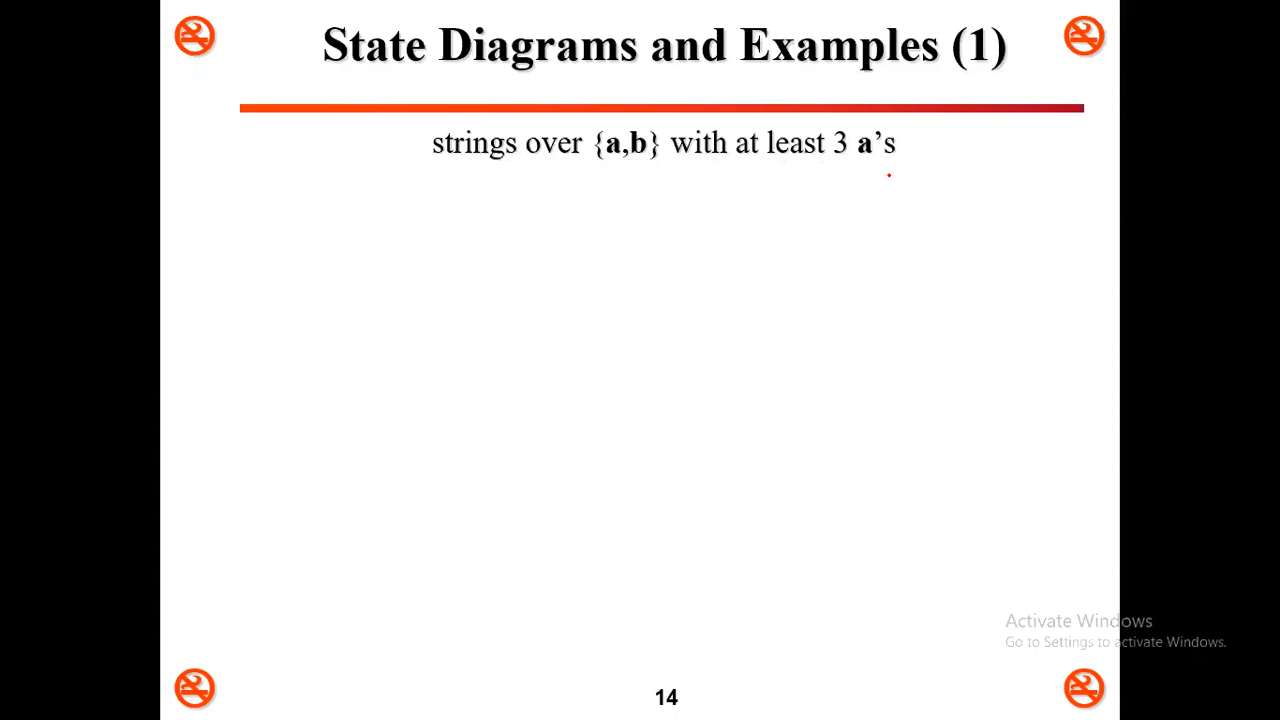 State Diagrams and Examples (1)
strings over {a,b} with at least 3 a’s
Activate Windows
Go to Settings to activate Windows.
14